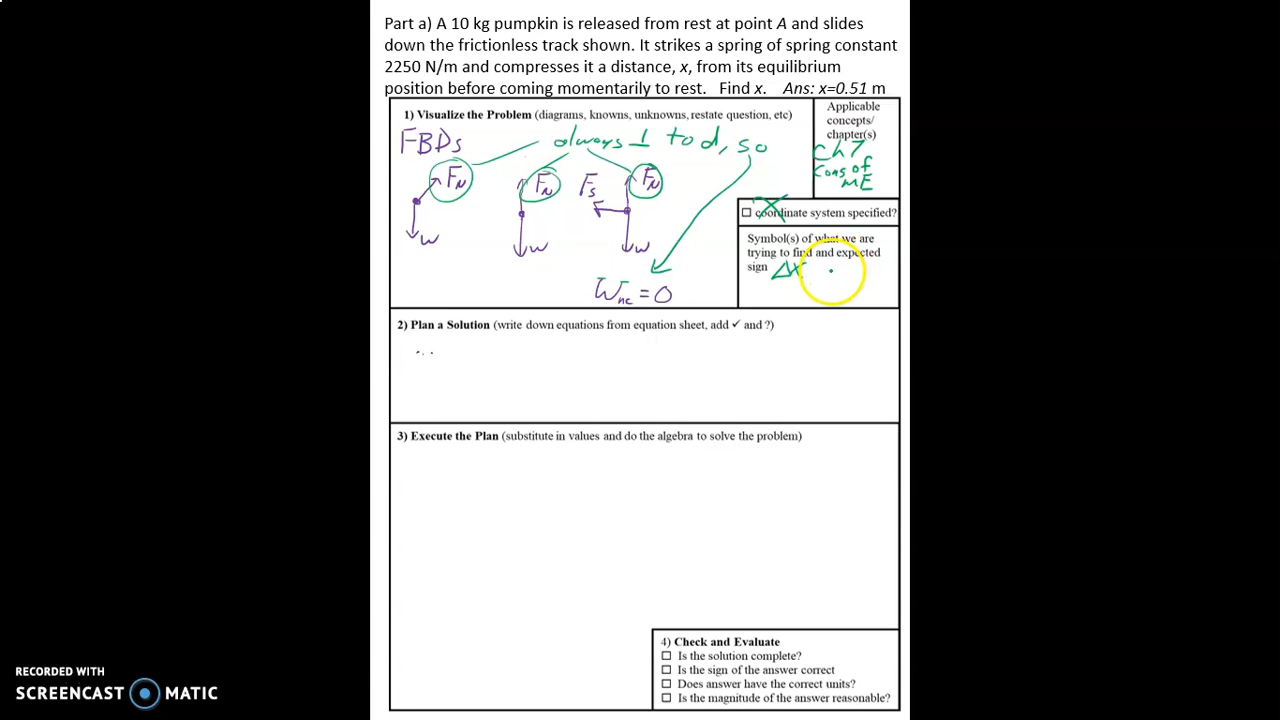 Part a) A 10 kg pumpkin is released from rest at point A and slides
down the frictionless track shown. It strikes a spring of spring constant
2250 N/m and compresses it a distance, x, from its equilibrium
position before coming momentarily to rest. Find x. Ans: x=0.51 m
1) Visualize the Problem (diagrams, knowns, unknowns, restate question, etc)
Applicable
concepts/
chapter(s)
Ch7
Cons of
ME
FBDs always ⊥ to d, so
FN FN Fs FN
W W W
Wnc = 0
☐ coordinate system specified?
Symbol(s) of what we are
trying to find and expected
sign Δx
2) Plan a Solution (write down equations from equation sheet, add ✓ and ?)
3) Execute the Plan (substitute in values and do the algebra to solve the problem)
4) Check and Evaluate
☐ Is the solution complete?
☐ Is the sign of the answer correct
☐ Does answer have the correct units?
☐ Is the magnitude of the answer reasonable?
RECORDED WITH
SCREENCAST MATIC